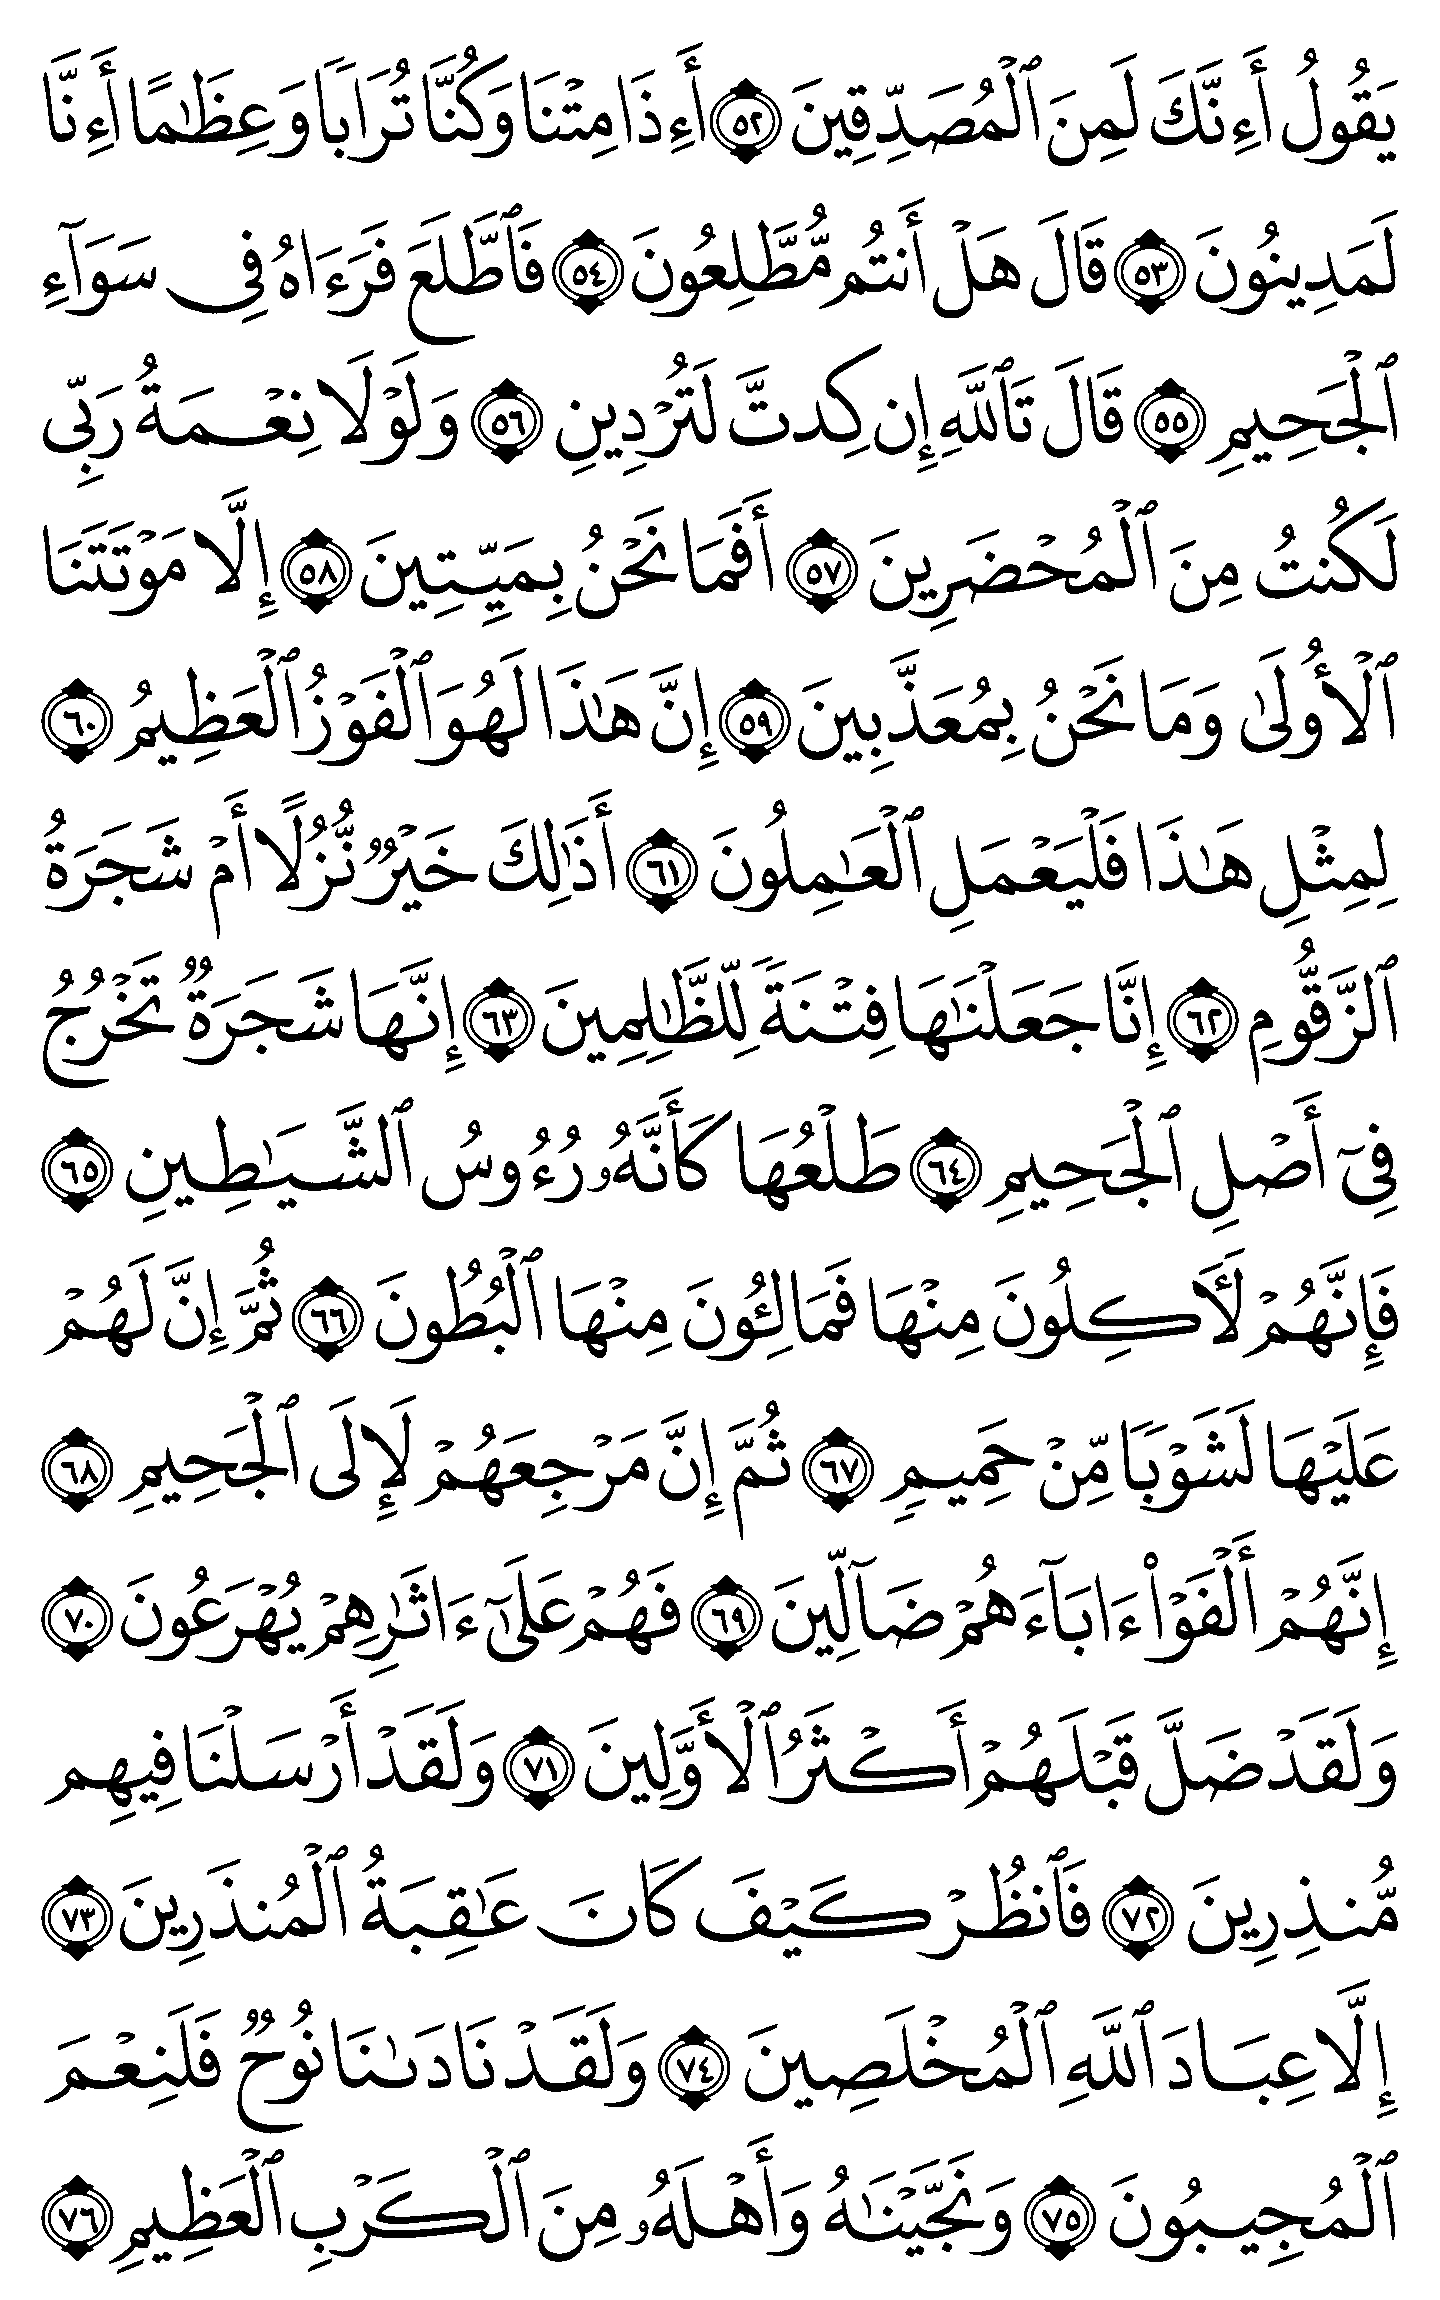 يَقُولُ أَءِنَّكَ لَمِنَ ٱلۡمُصَدِّقِينَ ٥٢ أَءِذَا مِتۡنَا وَكُنَّا تُرَابٗا وَعِظَٰمًا أَءِنَّا
لَمَدِينُونَ ٥٣ قَالَ هَلۡ أَنتُم مُّطَّلِعُونَ ٥٤ فَٱطَّلَعَ فَرَءَاهُ فِي سَوَآءِ
ٱلۡجَحِيمِ ٥٥ قَالَ تَٱللَّهِ إِن كِدتَّ لَتُرۡدِينِ ٥٦ وَلَوۡلَا نِعۡمَةُ رَبِّي
لَكُنتُ مِنَ ٱلۡمُحۡضَرِينَ ٥٧ أَفَمَا نَحۡنُ بِمَيِّتِينَ ٥٨ إِلَّا مَوۡتَتَنَا
ٱلۡأُولَىٰ وَمَا نَحۡنُ بِمُعَذَّبِينَ ٥٩ إِنَّ هَٰذَا لَهُوَ ٱلۡفَوۡزُ ٱلۡعَظِيمُ ٦٠
لِمِثۡلِ هَٰذَا فَلۡيَعۡمَلِ ٱلۡعَٰمِلُونَ ٦١ أَذَٰلِكَ خَيۡرٞ نُّزُلًا أَمۡ شَجَرَةُ
ٱلزَّقُّومِ ٦٢ إِنَّا جَعَلۡنَٰهَا فِتۡنَةٗ لِّلظَّٰلِمِينَ ٦٣ إِنَّهَا شَجَرَةٞ تَخۡرُجُ
فِيٓ أَصۡلِ ٱلۡجَحِيمِ ٦٤ طَلۡعُهَا كَأَنَّهُۥ رُءُوسُ ٱلشَّيَٰطِينِ ٦٥
فَإِنَّهُمۡ لَأٓكِلُونَ مِنۡهَا فَمَالِـُٔونَ مِنۡهَا ٱلۡبُطُونَ ٦٦ ثُمَّ إِنَّ لَهُمۡ
عَلَيۡهَا لَشَوۡبٗا مِّنۡ حَمِيمٖ ٦٧ ثُمَّ إِنَّ مَرۡجِعَهُمۡ لَإِلَى ٱلۡجَحِيمِ ٦٨
إِنَّهُمۡ أَلۡفَوۡاْ ءَابَآءَهُمۡ ضَآلِّينَ ٦٩ فَهُمۡ عَلَىٰٓ ءَاثَٰرِهِمۡ يُهۡرَعُونَ ٧٠
وَلَقَدۡ ضَلَّ قَبۡلَهُمۡ أَكۡثَرُ ٱلۡأَوَّلِينَ ٧١ وَلَقَدۡ أَرۡسَلۡنَا فِيهِم
مُّنذِرِينَ ٧٢ فَٱنظُرۡ كَيۡفَ كَانَ عَٰقِبَةُ ٱلۡمُنذَرِينَ ٧٣
إِلَّا عِبَادَ ٱللَّهِ ٱلۡمُخۡلَصِينَ ٧٤ وَلَقَدۡ نَادَىٰنَا نُوحٞ فَلَنِعۡمَ
ٱلۡمُجِيبُونَ ٧٥ وَنَجَّيۡنَٰهُ وَأَهۡلَهُۥ مِنَ ٱلۡكَرۡبِ ٱلۡعَظِيمِ ٧٦